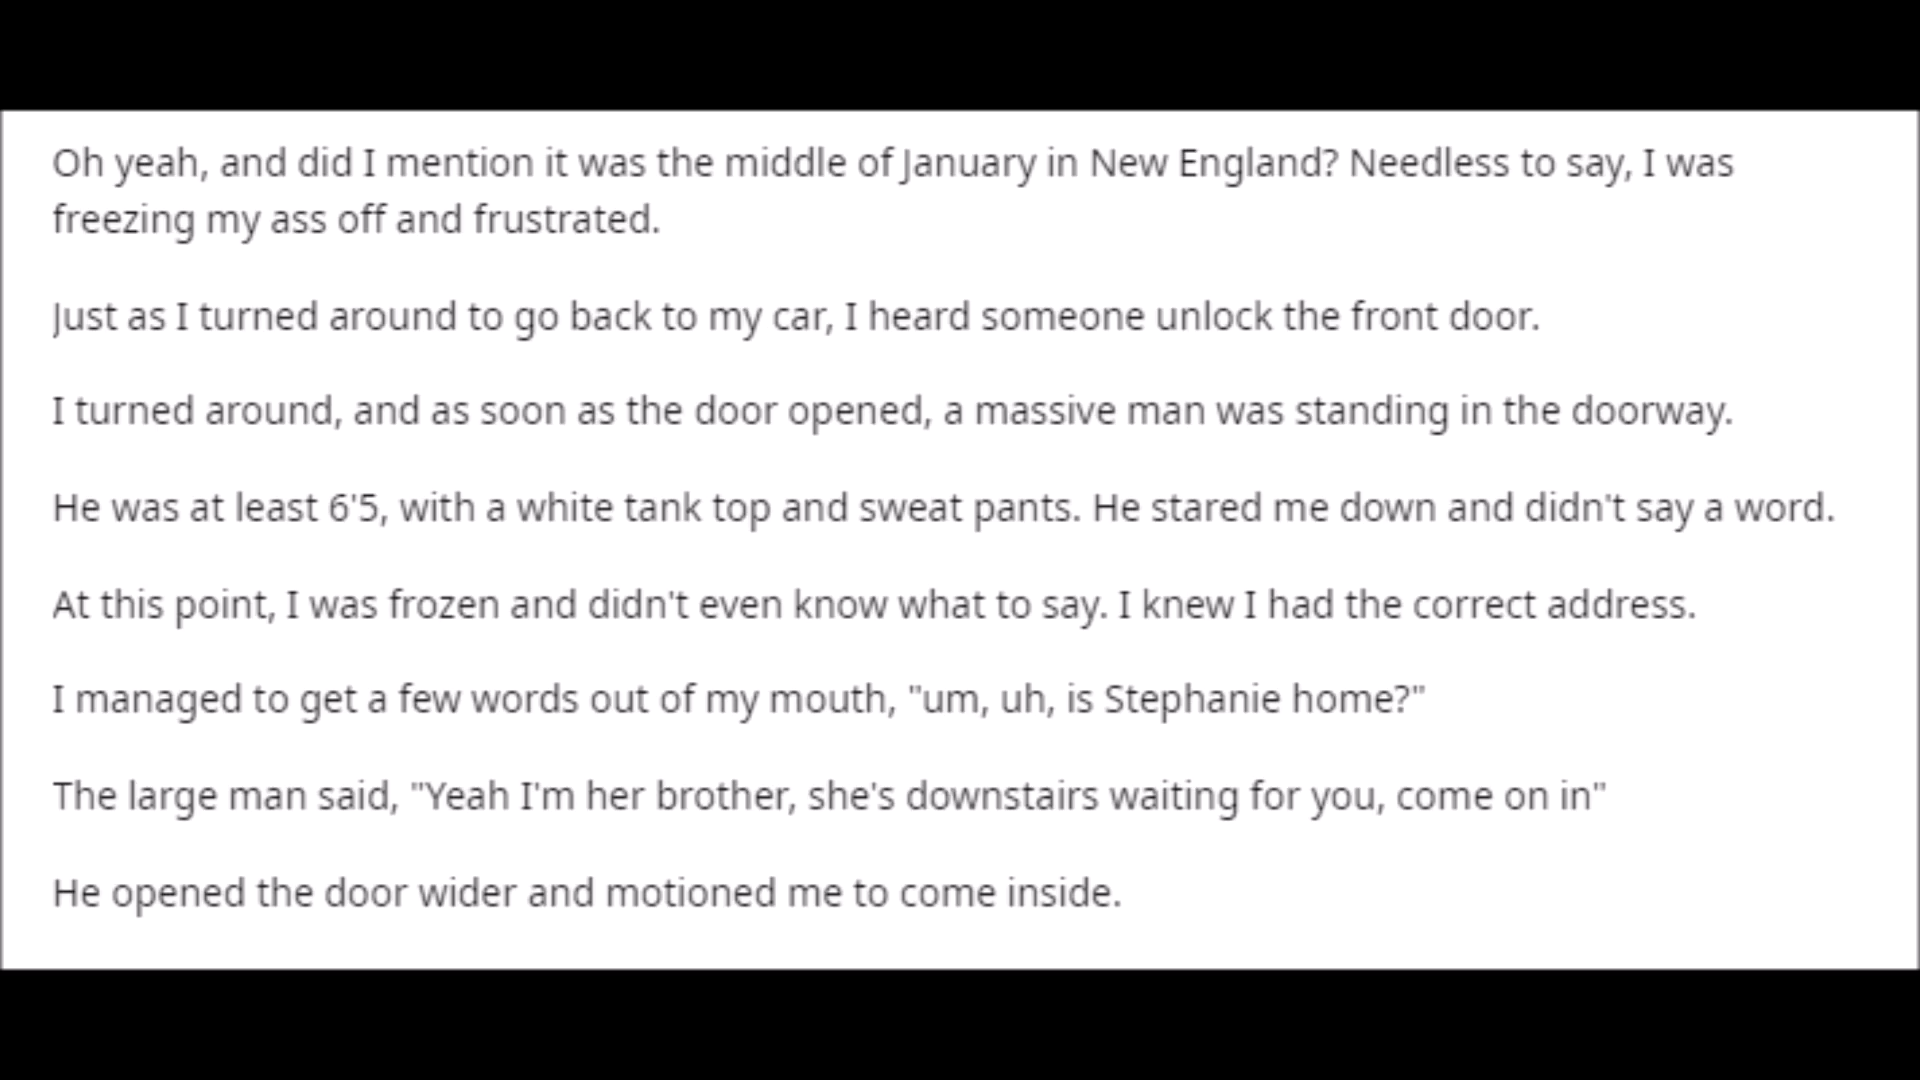 Oh yeah, and did I mention it was the middle of January in New England? Needless to say, I was
freezing my ass off and frustrated.
Just as I turned around to go back to my car, I heard someone unlock the front door.
I turned around, and as soon as the door opened, a massive man was standing in the doorway.
He was at least 6'5, with a white tank top and sweat pants. He stared me down and didn't say a word.
At this point, I was frozen and didn't even know what to say. I knew I had the correct address.
I managed to get a few words out of my mouth, "um, uh, is Stephanie home?"
The large man said, "Yeah I'm her brother, she's downstairs waiting for you, come on in"
He opened the door wider and motioned me to come inside.